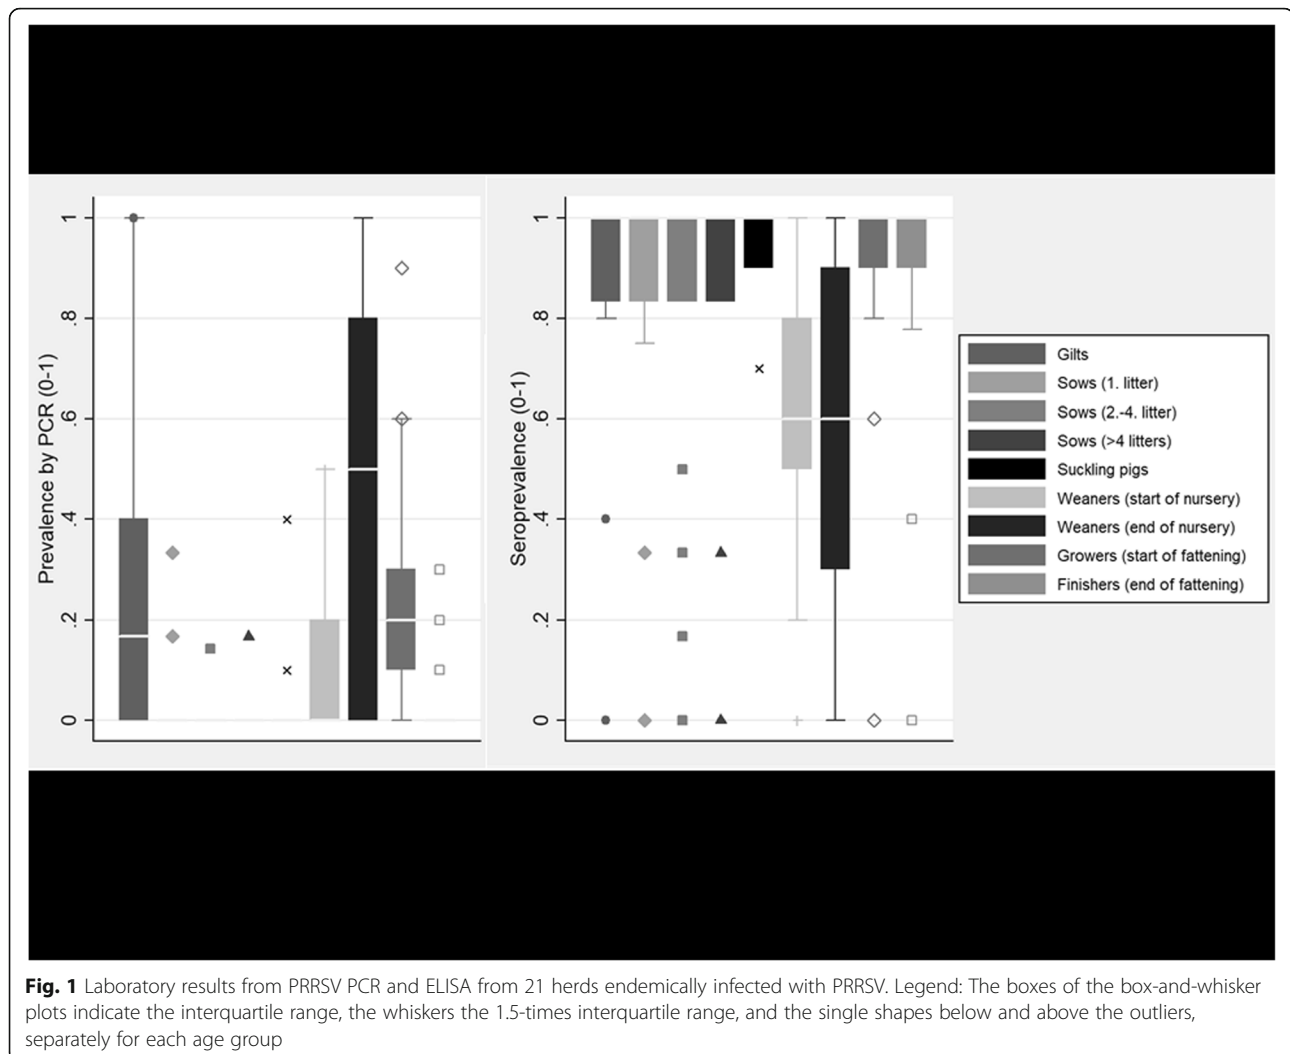 Prevalence by PCR (0-1)
1
.8
.6
.4
.2
0
Seroprevalence (0-1)
1
.8
.6
.4
.2
0
Gilts
Sows (1. litter)
Sows (2.-4. litter)
Sows (>4 litters)
Suckling pigs
Weaners (start of nursery)
Weaners (end of nursery)
Growers (start of fattening)
Finishers (end of fattening)
Fig. 1 Laboratory results from PRRSV PCR and ELISA from 21 herds endemically infected with PRRSV. Legend: The boxes of the box-and-whisker
plots indicate the interquartile range, the whiskers the 1.5-times interquartile range, and the single shapes below and above the outliers,
separately for each age group